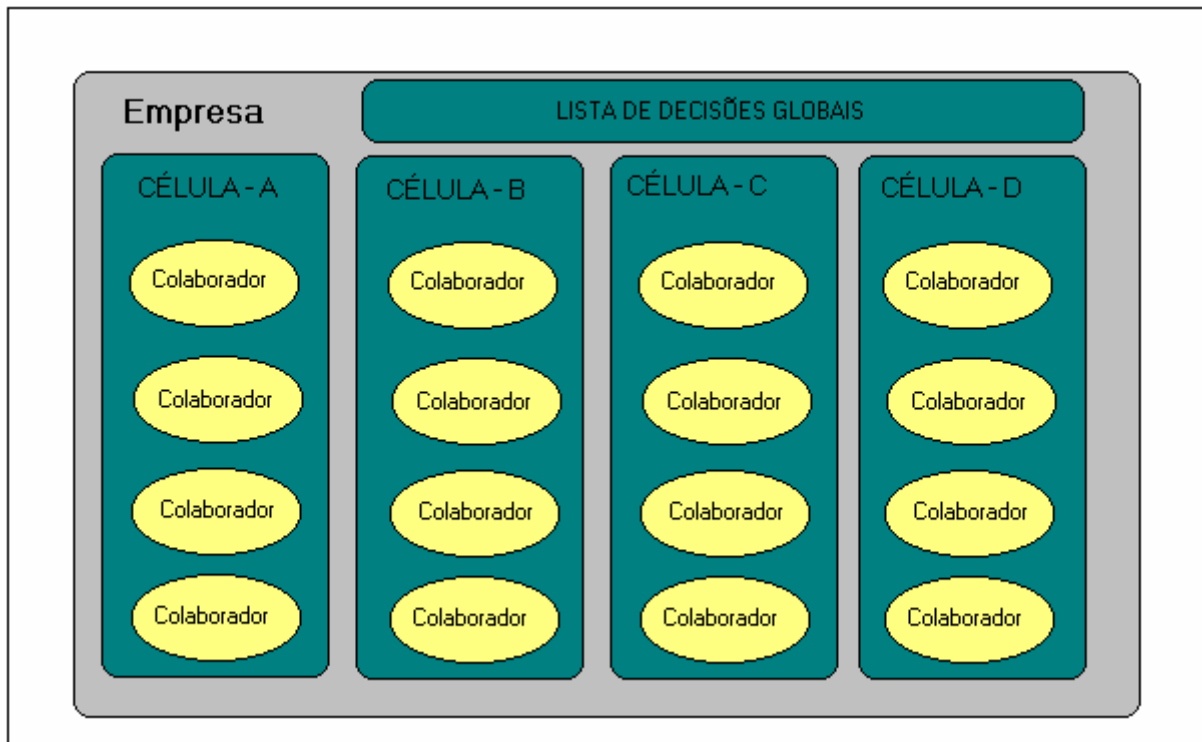 Empresa
LISTA DE DECISÕES GLOBAIS
CÉLULA - A
Colaborador
Colaborador
Colaborador
Colaborador
CÉLULA - B
Colaborador
Colaborador
Colaborador
Colaborador
CÉLULA - C
Colaborador
Colaborador
Colaborador
Colaborador
CÉLULA - D
Colaborador
Colaborador
Colaborador
Colaborador